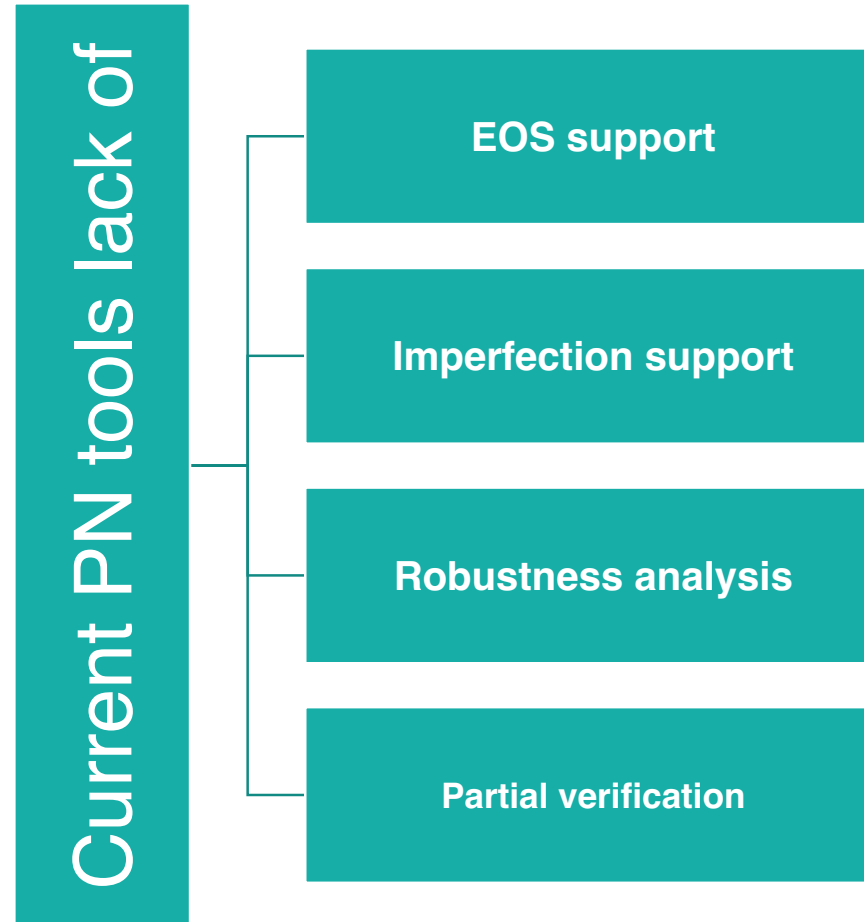 Current PN tools lack of
EOS support
Imperfection support
Robustness analysis
Partial verification